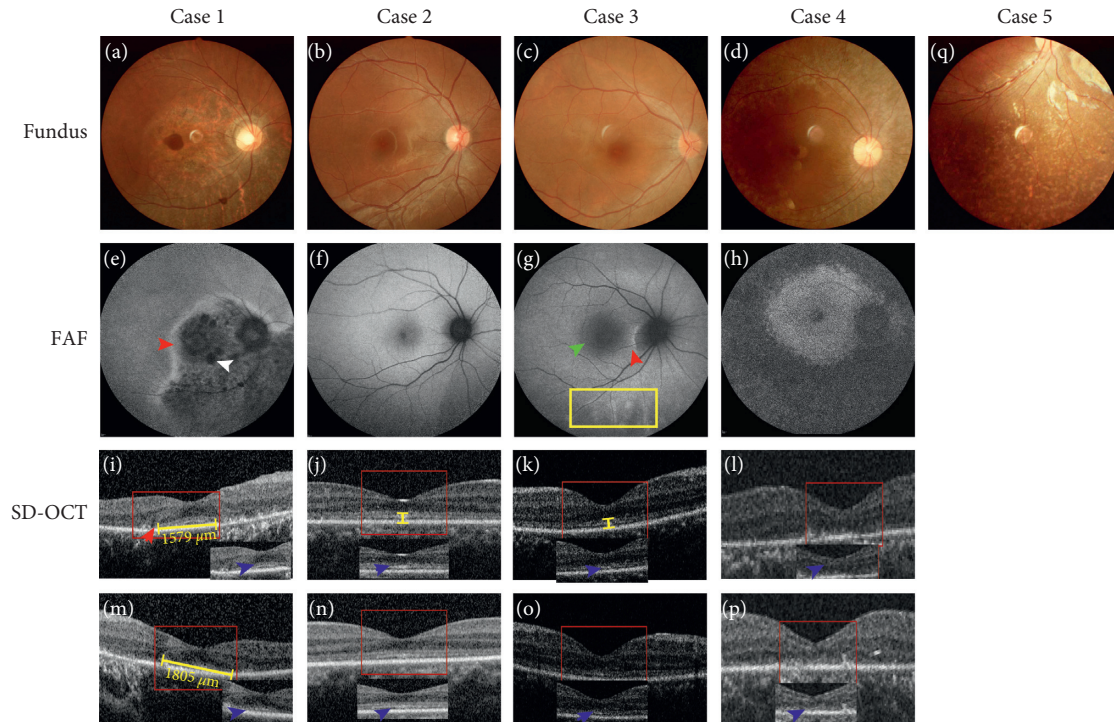 Case 1 Case 2 Case 3 Case 4 Case 5
Fundus (a) (b) (c) (d) (q)
FAF (e) (f) (g) (h)
SD-OCT (i) (j) (k) (l)
1579 μm
(m) (n) (o) (p)
1805 μm